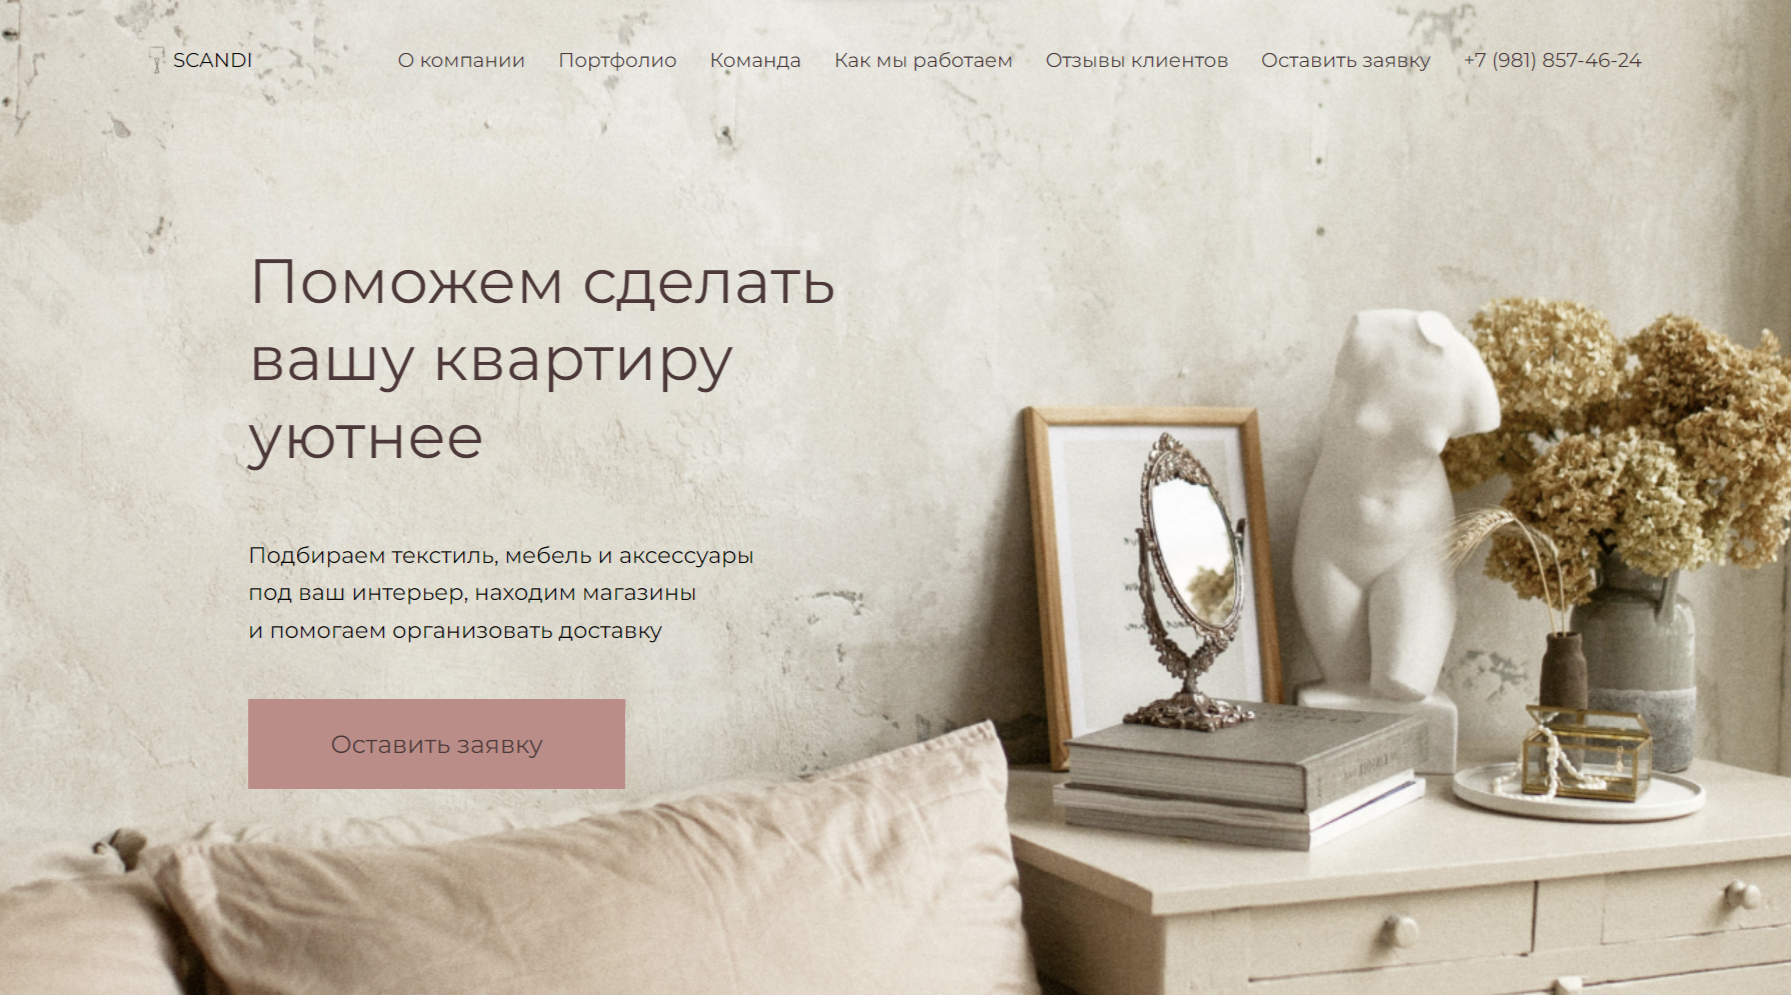 SCANDI О компании Портфолио Команда Как мы работаем Отзывы клиентов Оставить заявку +7 (981) 857-46-24
Поможем сделать
вашу квартиру
уютнее
Подбираем текстиль, мебель и аксессуары
под ваш интерьер, находим магазины
и помогаем организовать доставку
Оставить заявку